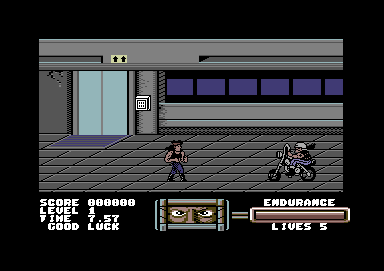 SCORE 000000
LEVEL 1
TIME 7.57
GOOD LUCK
ENDURANCE
LIVES 5